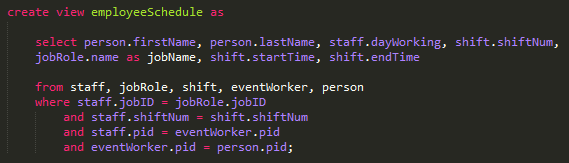 create view employeeSchedule as
select person.firstName, person.lastName, staff.dayWorking, shift.shiftNum,
jobRole.name as jobName, shift.startTime, shift.endTime
from staff, jobRole, shift, eventWorker, person
where staff.jobID = jobRole.jobID
and staff.shiftNum = shift.shiftNum
and staff.pid = eventWorker.pid
and eventWorker.pid = person.pid;